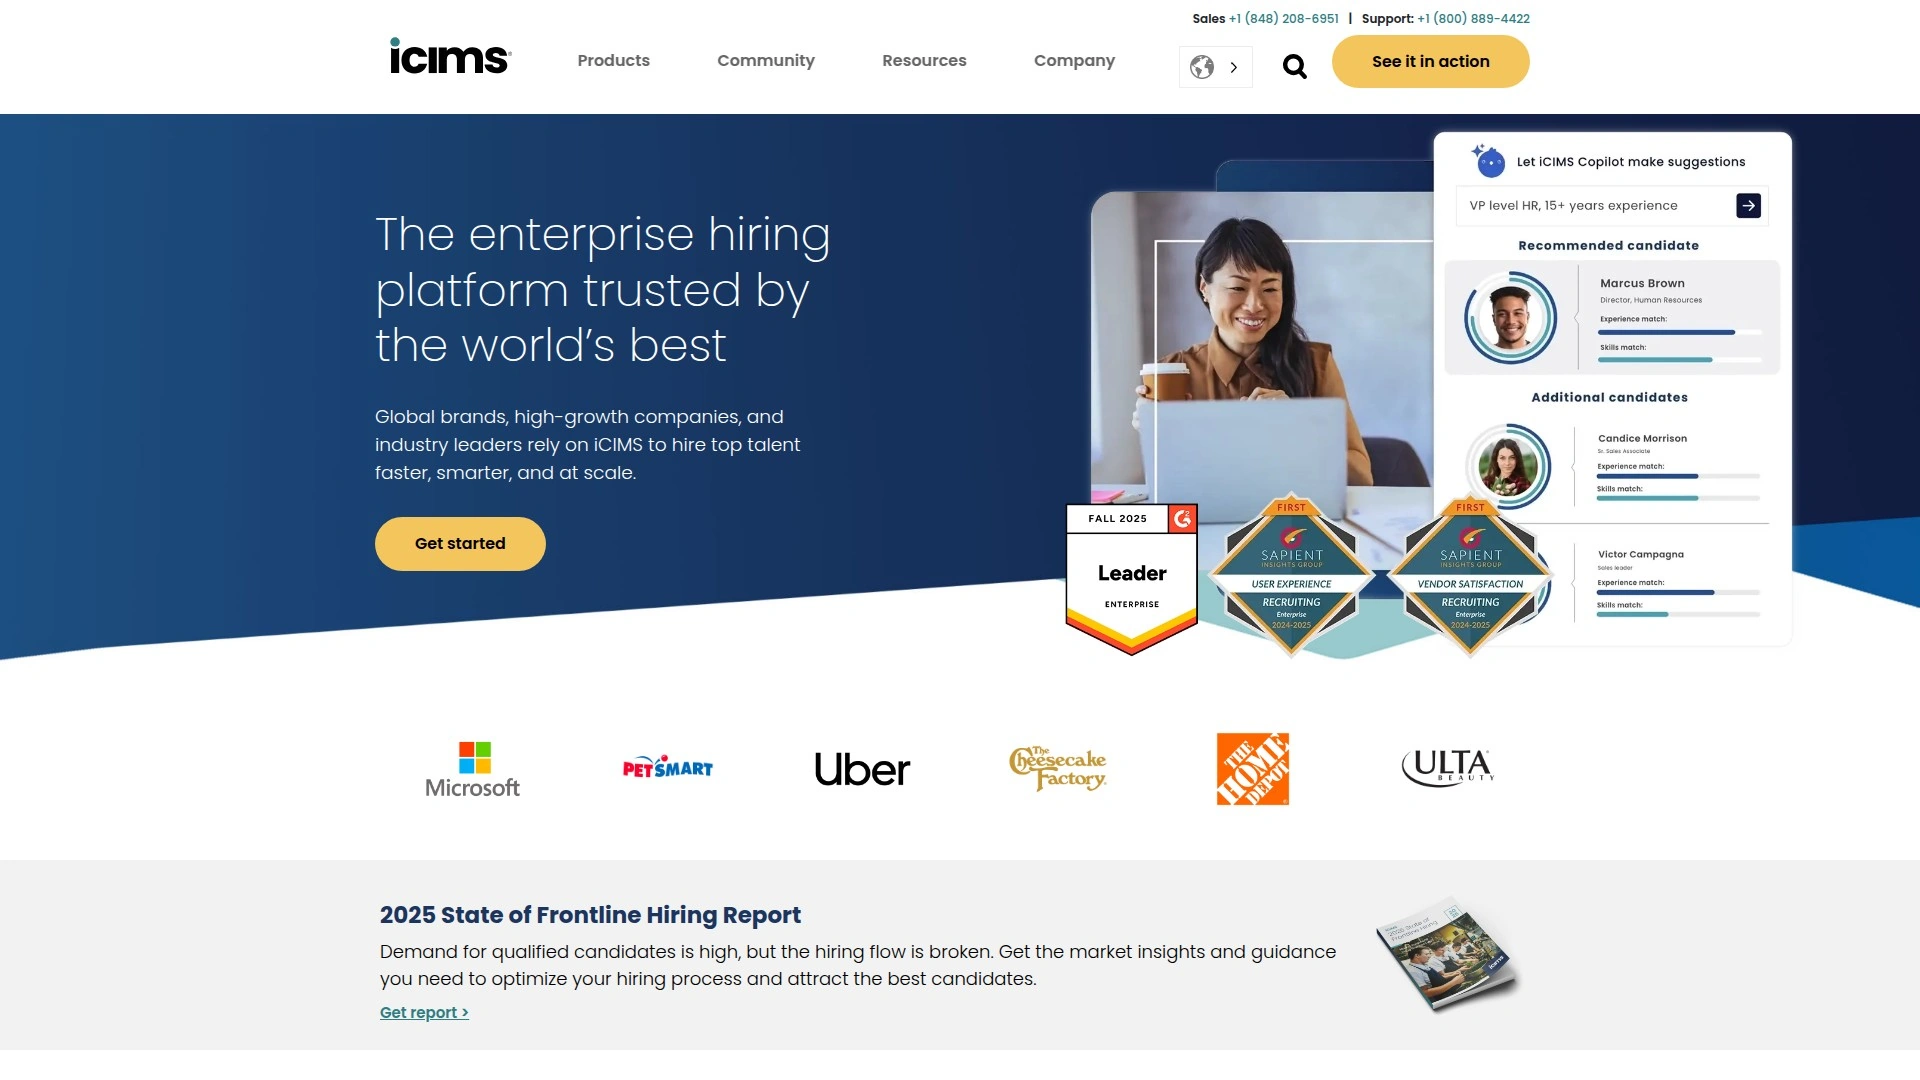 Sales +1 (848) 208-6951 | Support: +1 (800) 889-4422
icims
Products
Community
Resources
Company
See it in action
The enterprise hiring
platform trusted by
the world’s best
Global brands, high-growth companies, and
industry leaders rely on iCIMS to hire top talent
faster, smarter, and at scale.
Get started
Let iCIMS Copilot make suggestions
VP level HR, 15+ years experience
Recommended candidate
Marcus Brown
Director, Human Resources
Experience match:
Skills match:
Additional candidates
Candice Morrison
Sr. Sales Associate
Experience match:
Skills match:
Victor Campagna
Sales leader
Experience match:
Skills match:
FALL 2025
G2
Leader
ENTERPRISE
FIRST
SAPIENT
INSIGHTS GROUP
USER EXPERIENCE
RECRUITING
Enterprise
2024-2025
FIRST
SAPIENT
INSIGHTS GROUP
VENDOR SATISFACTION
RECRUITING
Enterprise
2024-2025
Microsoft
PETSMART
Uber
The
Cheesecake
Factory
THE
HOME
DEPOT
ULTA
BEAUTY
2025 State of Frontline Hiring Report
Demand for qualified candidates is high, but the hiring flow is broken. Get the market insights and guidance
you need to optimize your hiring process and attract the best candidates.
Get report >
2025 State of
Frontline Hiring
icims